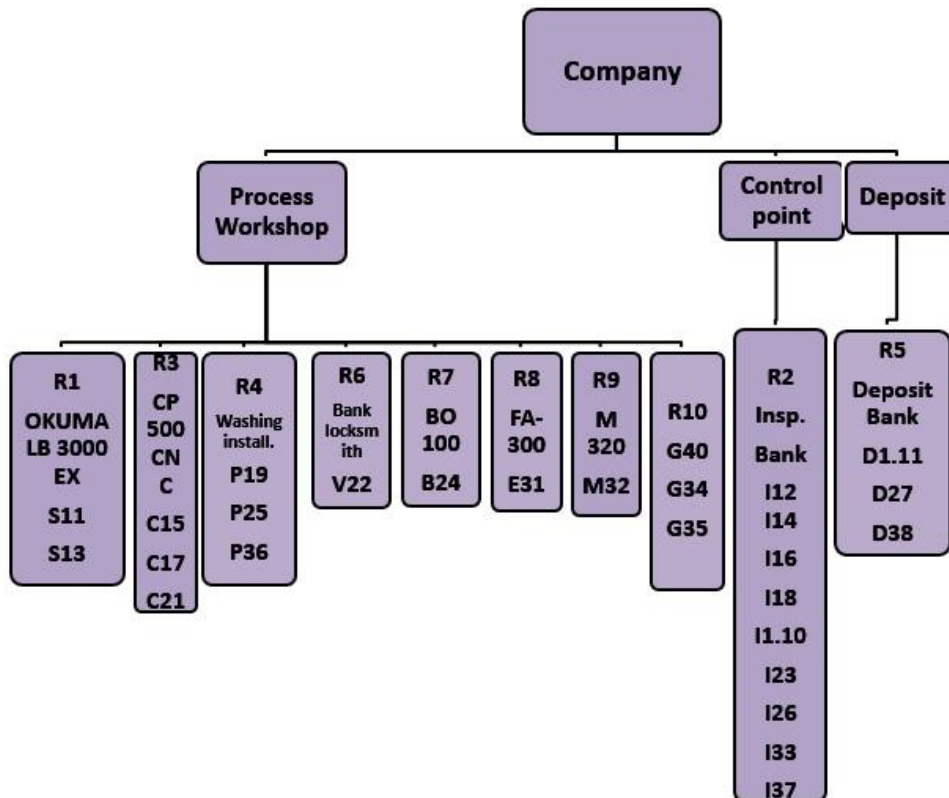 Company
Process
Workshop
Control
point
Deposit
R1
OKUMA
LB 3000
EX
S11
S13
R3
CP
500
CN
C
C15
C17
C21
R4
Washing
install.
P19
P25
P36
R6
Bank
locksm
ith
V22
R7
BO
100
B24
R8
FA-
300
E31
R9
M
320
M32
R10
G40
G34
G35
R2
Insp.
Bank
I12
I14
I16
I18
I1.10
I23
I26
I33
I37
R5
Deposit
Bank
D1.11
D27
D38